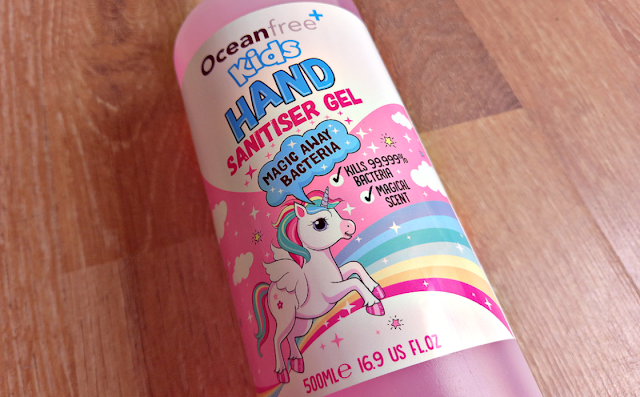 Oceanfree+
Kids
HAND
SANITISER GEL
MAGIC AWAY
BACTERIA
✓ KILLS 99.999%
BACTERIA
✓ MAGICAL
SCENT
500ML℮ 16.9 US FL.OZ